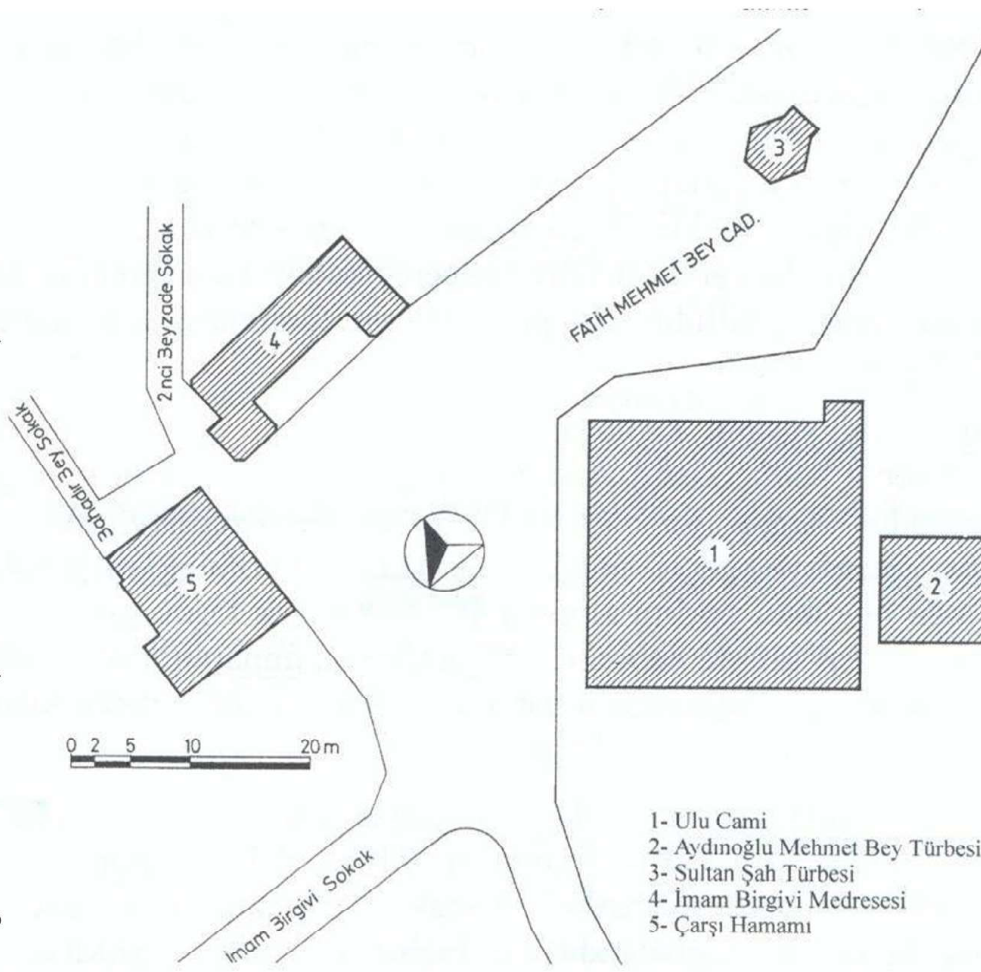 3
2nci Beyzade Sokak
FATİH MEHMET BEY CAD.
4
Bahadır Bey Sokak
5
1
2
0 2 5 10 20 m
İmam Birgivi Sokak
1- Ulu Cami
2- Aydınoğlu Mehmet Bey Türbesi
3- Sultan Şah Türbesi
4- İmam Birgivi Medresesi
5- Çarşı Hamamı